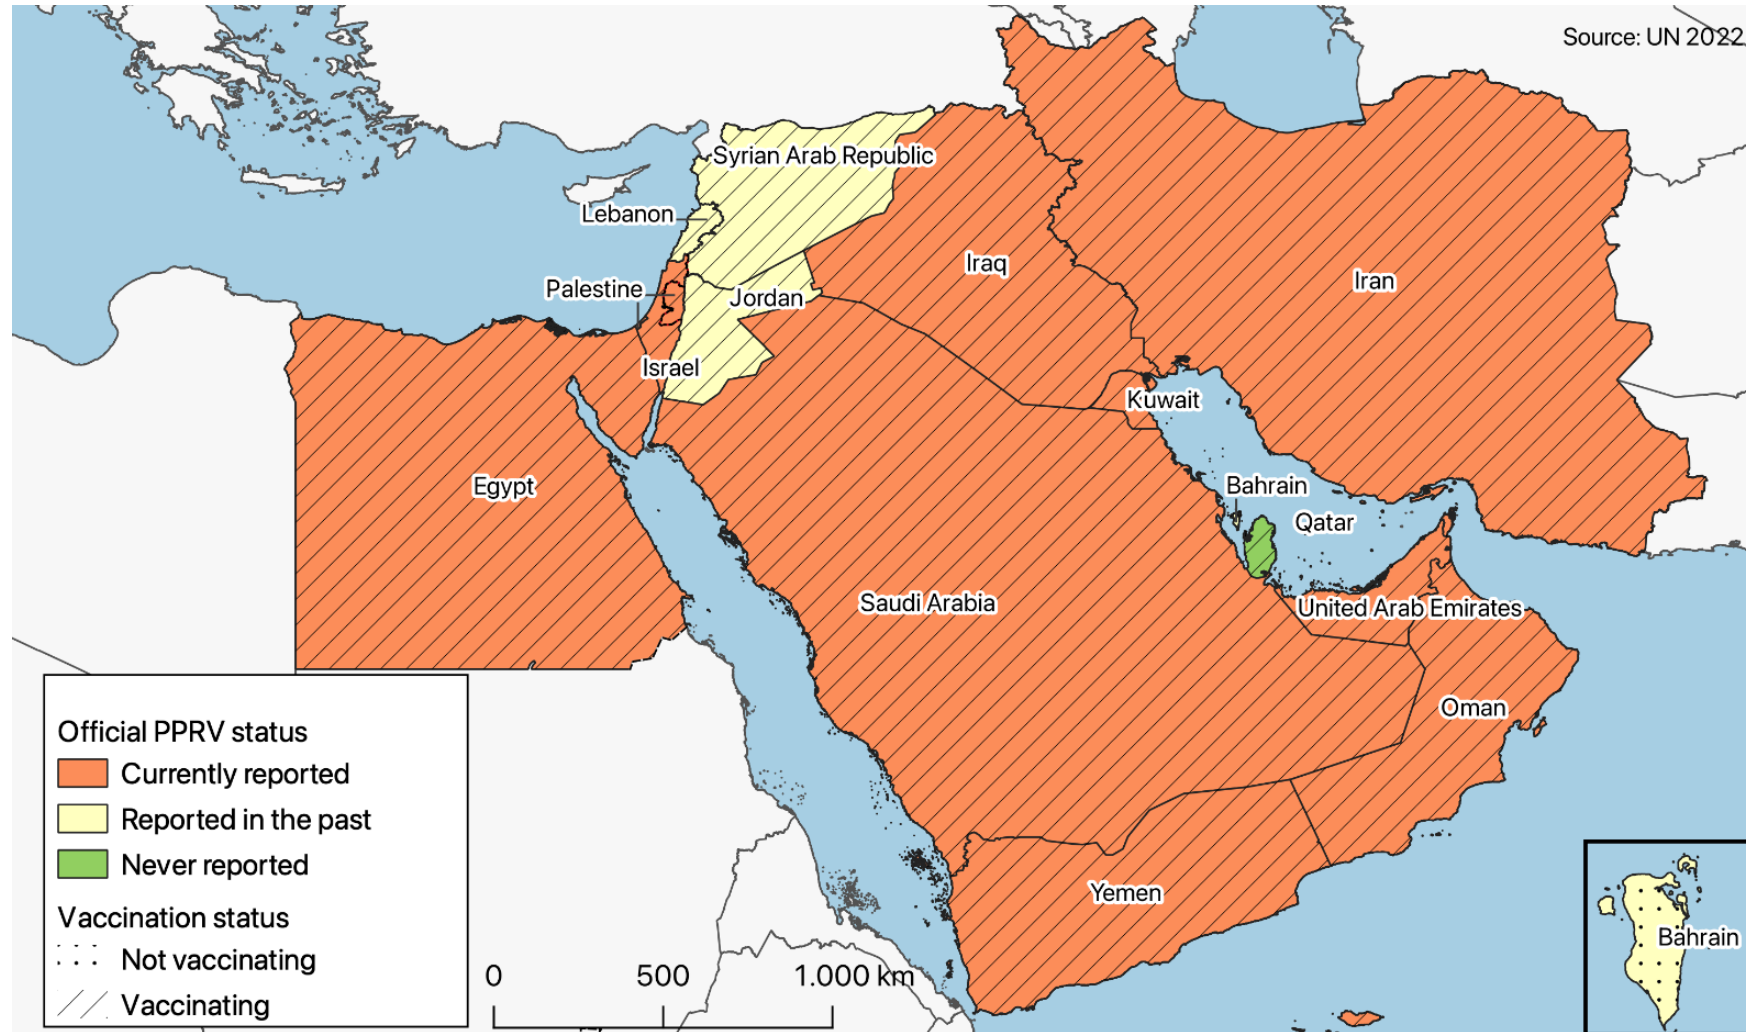 Source: UN 2022
Syrian Arab Republic
Lebanon
Iraq
Iran
Palestine
Jordan
Israel
Kuwait
Egypt
Bahrain
Qatar
Saudi Arabia
United Arab Emirates
Oman
Yemen
Official PPRV status
Currently reported
Reported in the past
Never reported
Vaccination status
Not vaccinating
Vaccinating
0 500 1.000 km
Bahrain